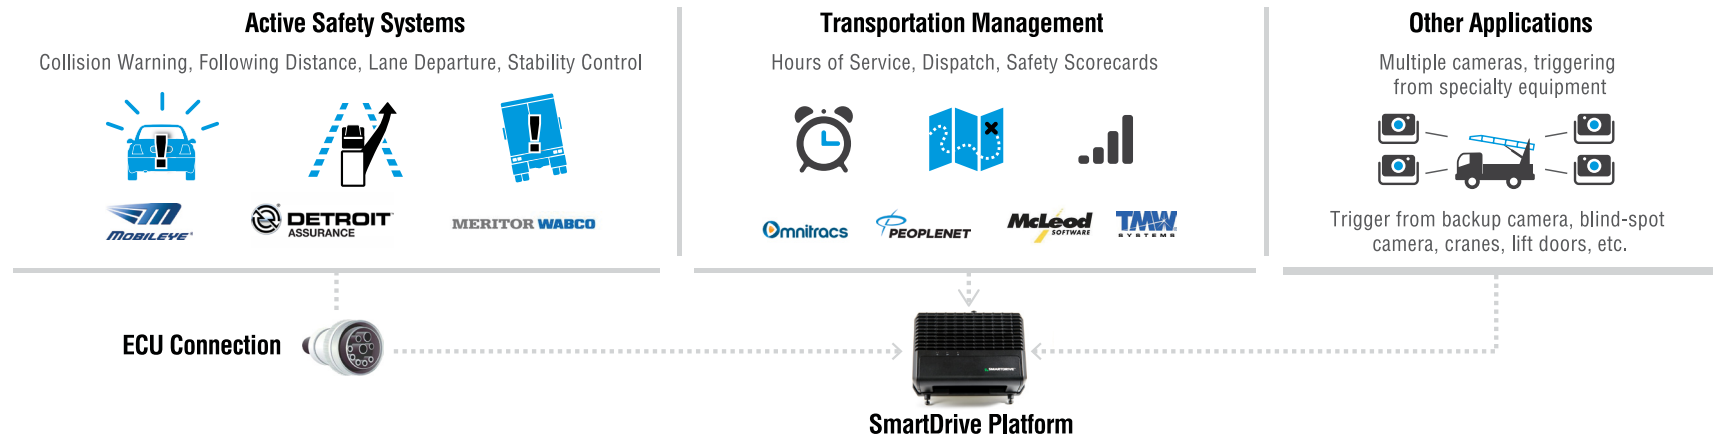 Active Safety Systems
Collision Warning, Following Distance, Lane Departure, Stability Control
MOBILEYE
DETROIT
ASSURANCE
MERITOR WABCO
Transportation Management
Hours of Service, Dispatch, Safety Scorecards
Omnitracs
PEOPLENET
McLeod
SOFTWARE
TMW
SYSTEMS
Other Applications
Multiple cameras, triggering
from specialty equipment
Trigger from backup camera, blind-spot
camera, cranes, lift doors, etc.
ECU Connection
SMARTDRIVE
SmartDrive Platform